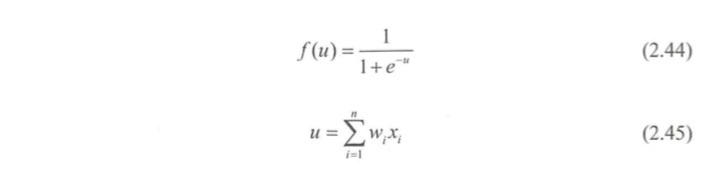 f(u) = 1 / (1 + e^{-u}) (2.44)
u = \sum_{i=1}^{n} w_i x_i (2.45)